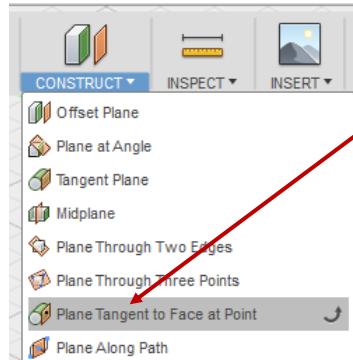 CONSTRUCT ▾ INSPECT ▾ INSERT ▾
Offset Plane
Plane at Angle
Tangent Plane
Midplane
Plane Through Two Edges
Plane Through Three Points
Plane Tangent to Face at Point
Plane Along Path